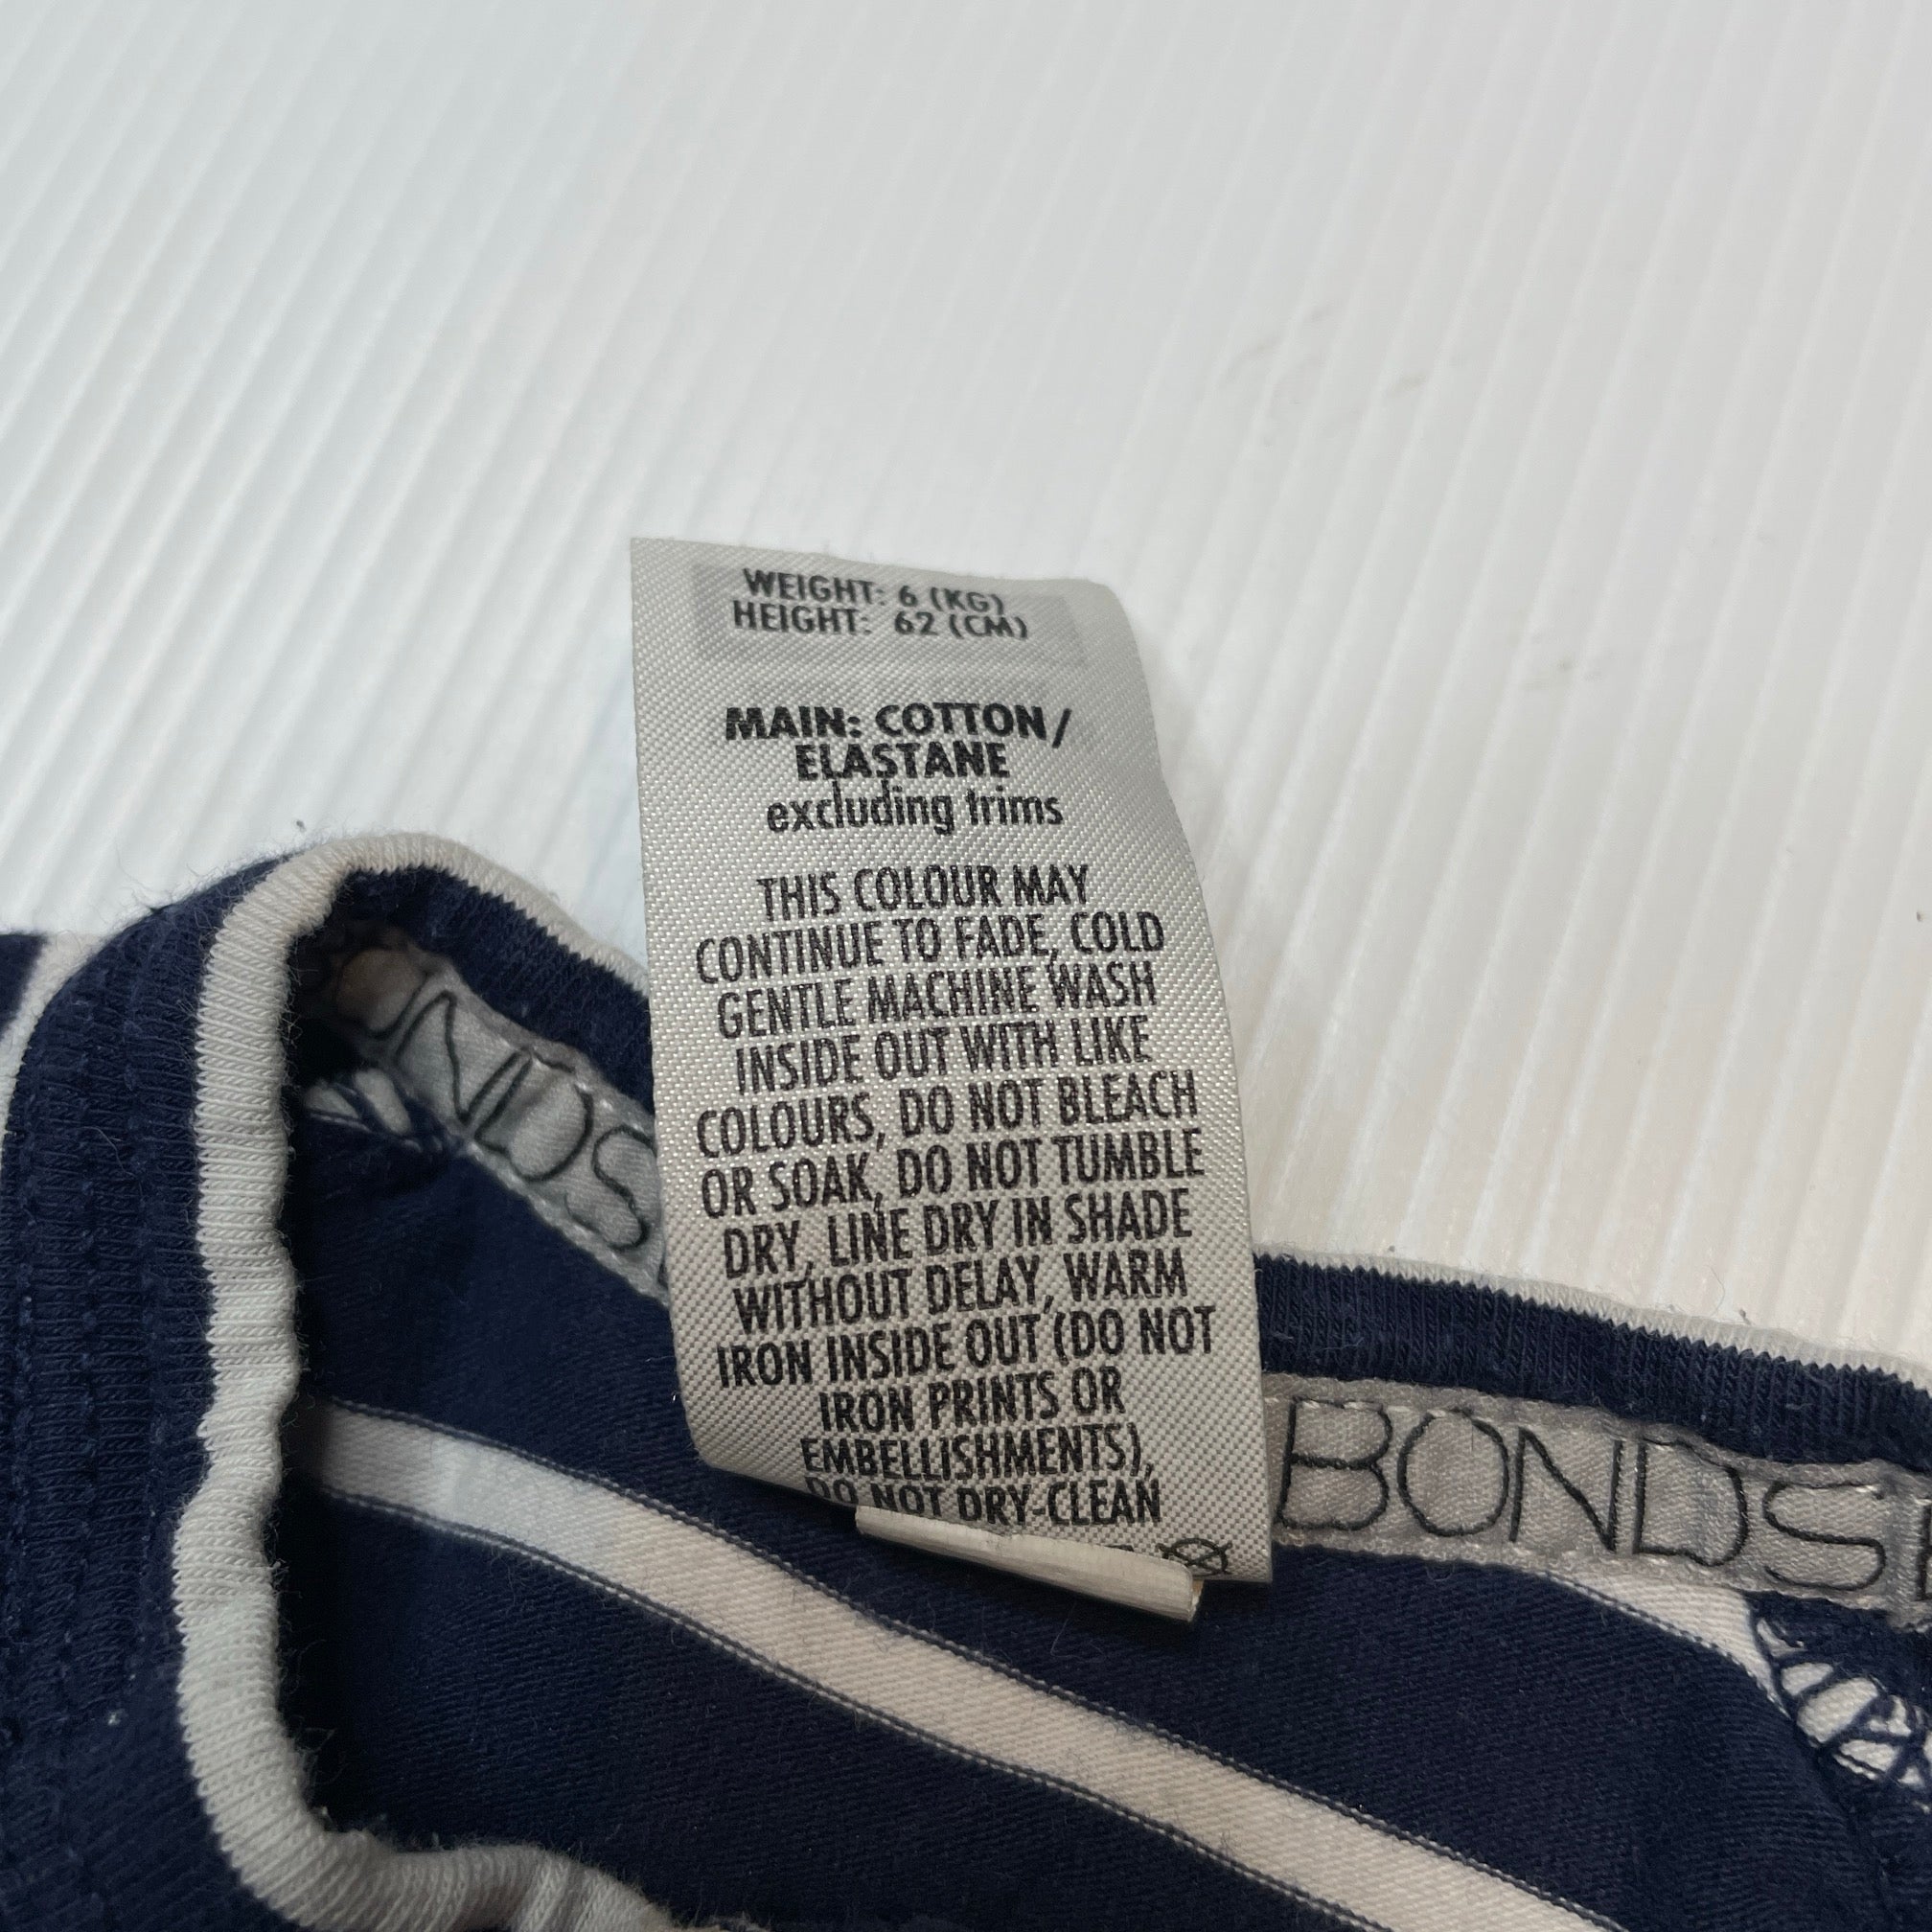 WEIGHT: 6 (KG)
HEIGHT: 62 (CM)
MAIN: COTTON/
ELASTANE
excluding trims
THIS COLOUR MAY
CONTINUE TO FADE, COLD
GENTLE MACHINE WASH
INSIDE OUT WITH LIKE
COLOURS, DO NOT BLEACH
OR SOAK, DO NOT TUMBLE
DRY, LINE DRY IN SHADE
WITHOUT DELAY, WARM
IRON INSIDE OUT (DO NOT
IRON PRINTS OR
EMBELLISHMENTS),
DO NOT DRY-CLEAN
NDS
BONDS